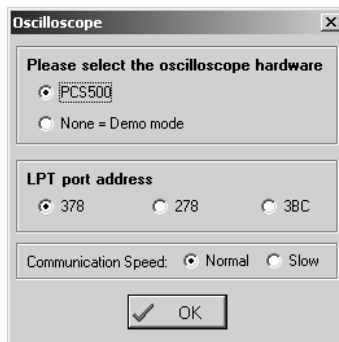 Oscilloscope
Please select the oscilloscope hardware
PCS500
None = Demo mode
LPT port address
378 278 3BC
Communication Speed: Normal Slow
OK